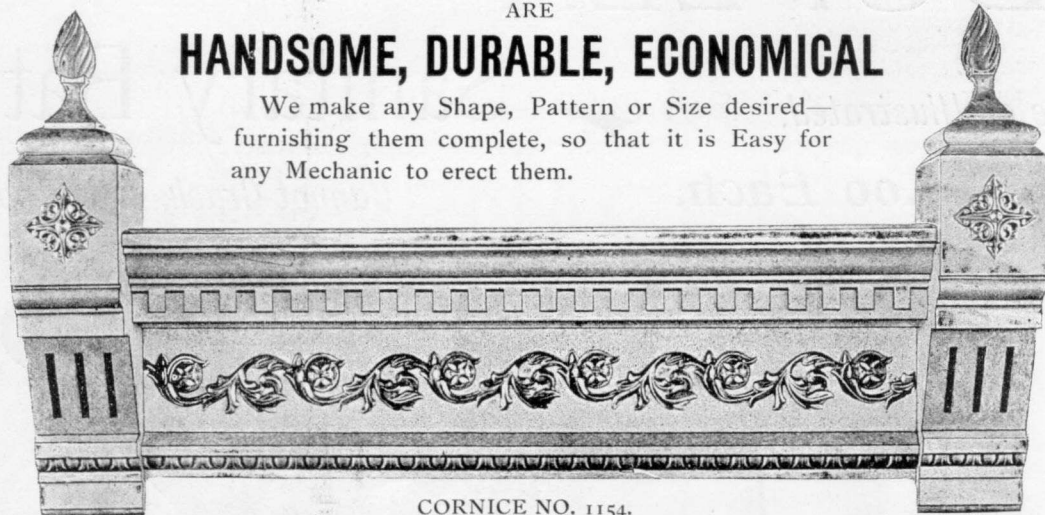 ARE
HANDSOME, DURABLE, ECONOMICAL
We make any Shape, Pattern or Size desired—
furnishing them complete, so that it is Easy for
any Mechanic to erect them.
CORNICE NO. 1154.